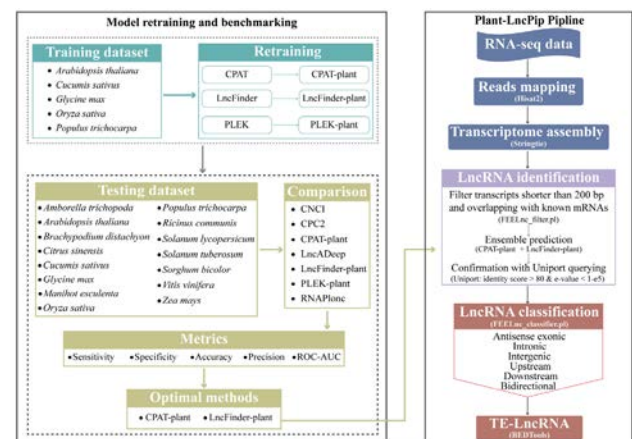 Model retraining and benchmarking
Training dataset
Arabidopsis thaliana
Cucumis sativus
Glycine max
Oryza sativa
Populus trichocarpa
Retraining
CPAT
CPAT-plant
LncFinder
LncFinder-plant
PLEK
PLEK-plant
Testing dataset
Amborella trichopoda
Arabidopsis thaliana
Brachypodium distachyon
Citrus sinensis
Cucumis sativus
Glycine max
Manihot esculenta
Oryza sativa
Populus trichocarpa
Ricinus communis
Solanum lycopersicum
Solanum tuberosum
Sorghum bicolor
Vitis vinifera
Zea mays
Comparison
CNCI
CPC2
CPAT-plant
LncADeep
LncFinder-plant
PLEK-plant
RNAPlonc
Metrics
Sensitivity
Specificity
Accuracy
Precision
ROC-AUC
Optimal methods
CPAT-plant
LncFinder-plant
Plant-LncPip Pipline
RNA-seq data
Reads mapping
(Hisat2)
Transcriptome assembly
(Stringtie)
LncRNA identification
Filter transcripts shorter than 200 bp
and overlapping with known mRNAs
(FEELnc_filter.pl)
Ensemble prediction
(CPAT-plant + LncFinder-plant)
Confirmation with Uniport querying
(Uniport: identity score > 80 & e-value < 1-e5)
LncRNA classification
(FEELnc_classifier.pl)
Antisense exonic
Intronic
Intergenic
Upstream
Downstream
Bidirectional
TE-LncRNA
(BEDTools)